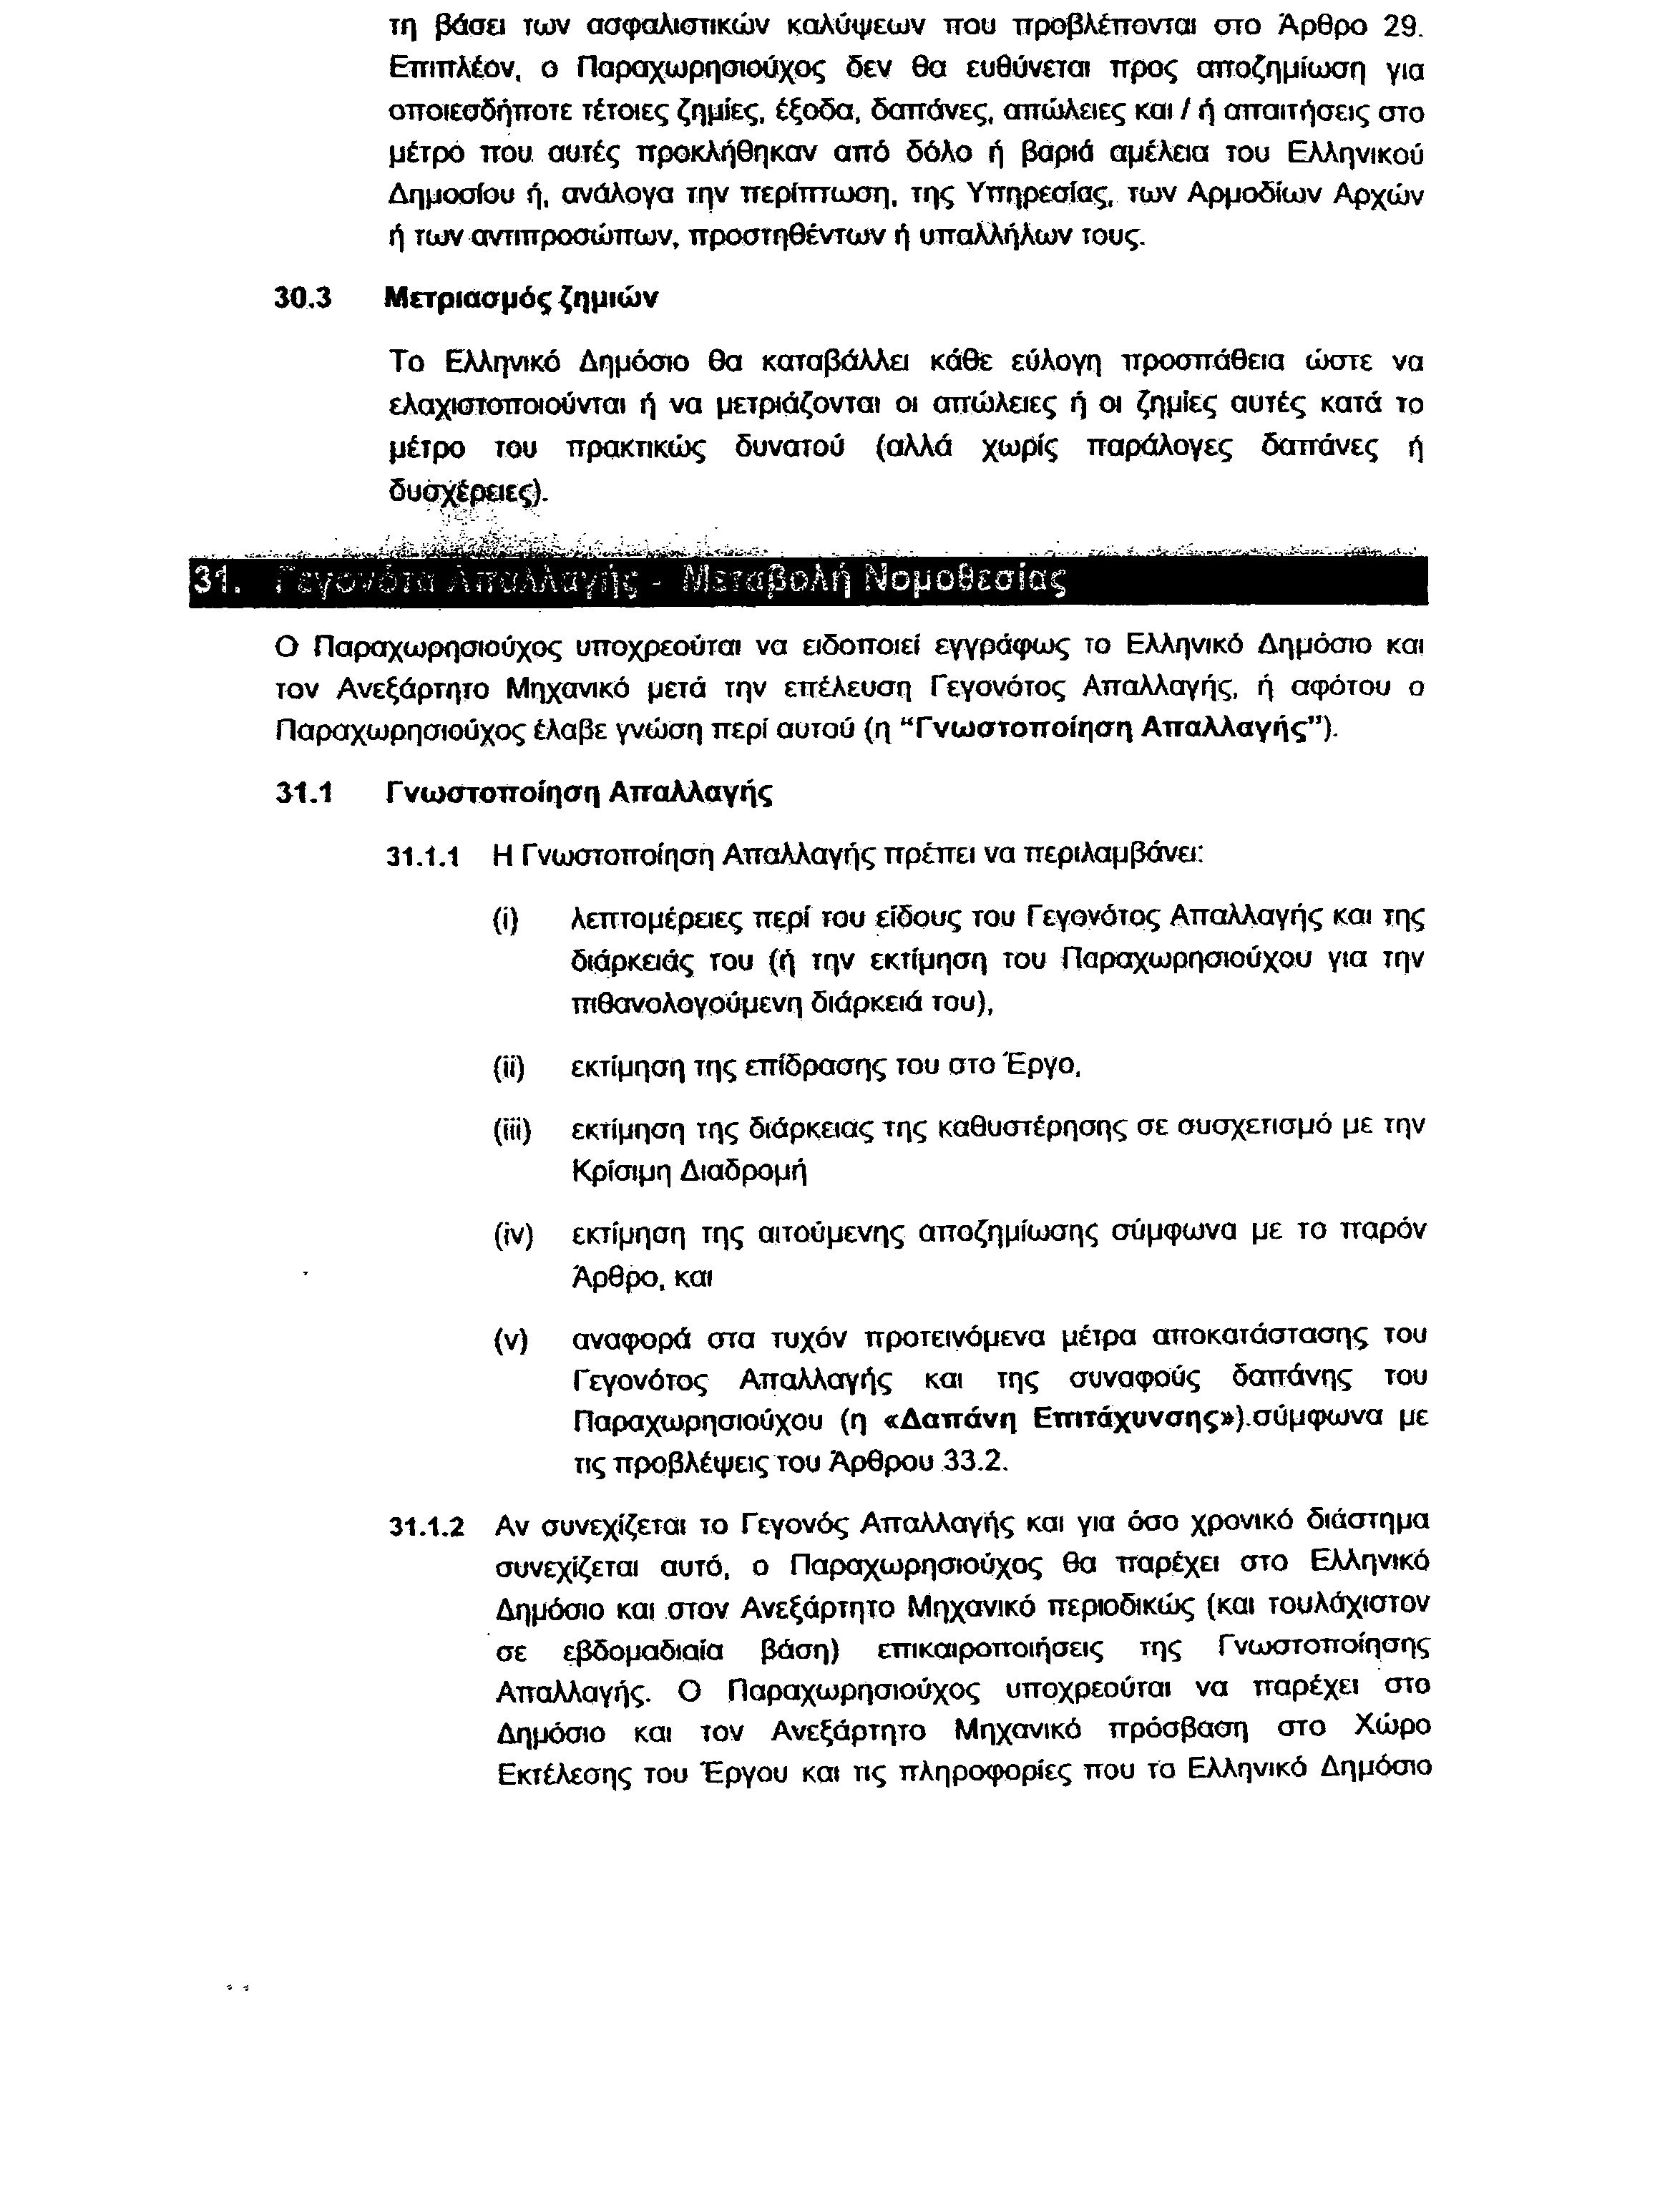 τη βάσει των ασφαλιστικών καλύψεων που προβλέπονται στο Άρθρο 29.
Επιπλέον, ο Παραχωρησιούχος δεν θα ευθύνεται προς αποζημίωση για
οποιεσδήποτε τέτοιες ζημίες, έξοδα, δαπάνες, απώλειες και / ή απαιτήσεις στο
μέτρο που αυτές προκλήθηκαν από δόλο ή βαριά αμέλεια του Ελληνικού
Δημοσίου ή, ανάλογα την περίπτωση, της Υπηρεσίας, των Αρμοδίων Αρχών
ή των αντιπροσώπων, προστηθέντων ή υπαλλήλων τους.
30.3 Μετριασμός ζημιών
Το Ελληνικό Δημόσιο θα καταβάλλει κάθε εύλογη προσπάθεια ώστε να
ελαχιστοποιούνται ή να μετριάζονται οι απώλειες ή οι ζημίες αυτές κατά το
μέτρο του πρακτικώς δυνατού (αλλά χωρίς παράλογες δαπάνες ή
δυσχέρειες).
31. Γεγονότα Απαλλαγής - Μεταβολή Νομοθεσίας
Ο Παραχωρησιούχος υποχρεούται να ειδοποιεί εγγράφως το Ελληνικό Δημόσιο και
τον Ανεξάρτητο Μηχανικό μετά την επέλευση Γεγονότος Απαλλαγής, ή αφότου ο
Παραχωρησιούχος έλαβε γνώση περί αυτού (η “Γνωστοποίηση Απαλλαγής”).
31.1 Γνωστοποίηση Απαλλαγής
31.1.1 Η Γνωστοποίηση Απαλλαγής πρέπει να περιλαμβάνει:
(i) λεπτομέρειες περί του είδους του Γεγονότος Απαλλαγής και της
διάρκειάς του (ή την εκτίμηση του Παραχωρησιούχου για την
πιθανολογούμενη διάρκειά του),
(ii) εκτίμηση της επίδρασης του στο Έργο,
(iii) εκτίμηση της διάρκειας της καθυστέρησης σε συσχετισμό με την
Κρίσιμη Διαδρομή
(iv) εκτίμηση της αιτούμενης αποζημίωσης σύμφωνα με το παρόν
Άρθρο, και
(v) αναφορά στα τυχόν προτεινόμενα μέτρα αποκατάστασης του
Γεγονότος Απαλλαγής και της συναφούς δαπάνης του
Παραχωρησιούχου (η «Δαπάνη Επιτάχυνσης»).σύμφωνα με
τις προβλέψεις του Άρθρου 33.2.
31.1.2 Αν συνεχίζεται το Γεγονός Απαλλαγής και για όσο χρονικό διάστημα
συνεχίζεται αυτό, ο Παραχωρησιούχος θα παρέχει στο Ελληνικό
Δημόσιο και στον Ανεξάρτητο Μηχανικό περιοδικώς (και τουλάχιστον
σε εβδομαδιαία βάση) επικαιροποιήσεις της Γνωστοποίησης
Απαλλαγής. Ο Παραχωρησιούχος υποχρεούται να παρέχει στο
Δημόσιο και τον Ανεξάρτητο Μηχανικό πρόσβαση στο Χώρο
Εκτέλεσης του Έργου και τις πληροφορίες που το Ελληνικό Δημόσιο